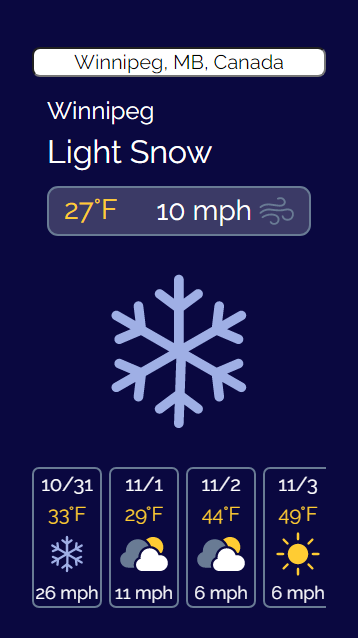 Winnipeg, MB, Canada
Winnipeg
Light Snow
27°F 10 mph
10/31 11/1 11/2 11/3
33°F 29°F 44°F 49°F
26 mph 11 mph 6 mph 6 mph